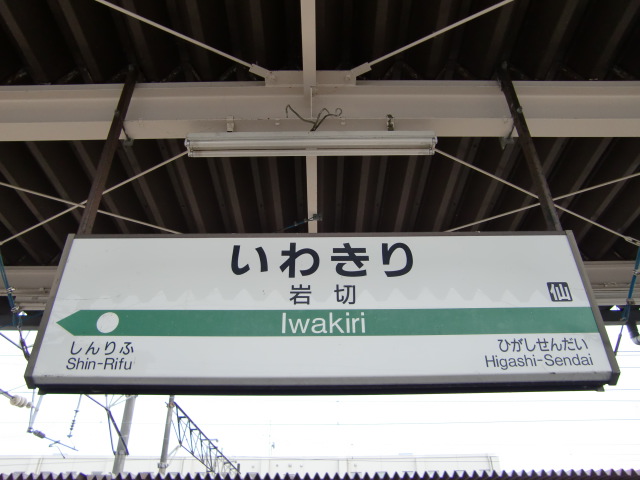 いわきり
岩切
仙
Iwakiri
しんりふ
Shin-Rifu
ひがしせんだい
Higashi-Sendai